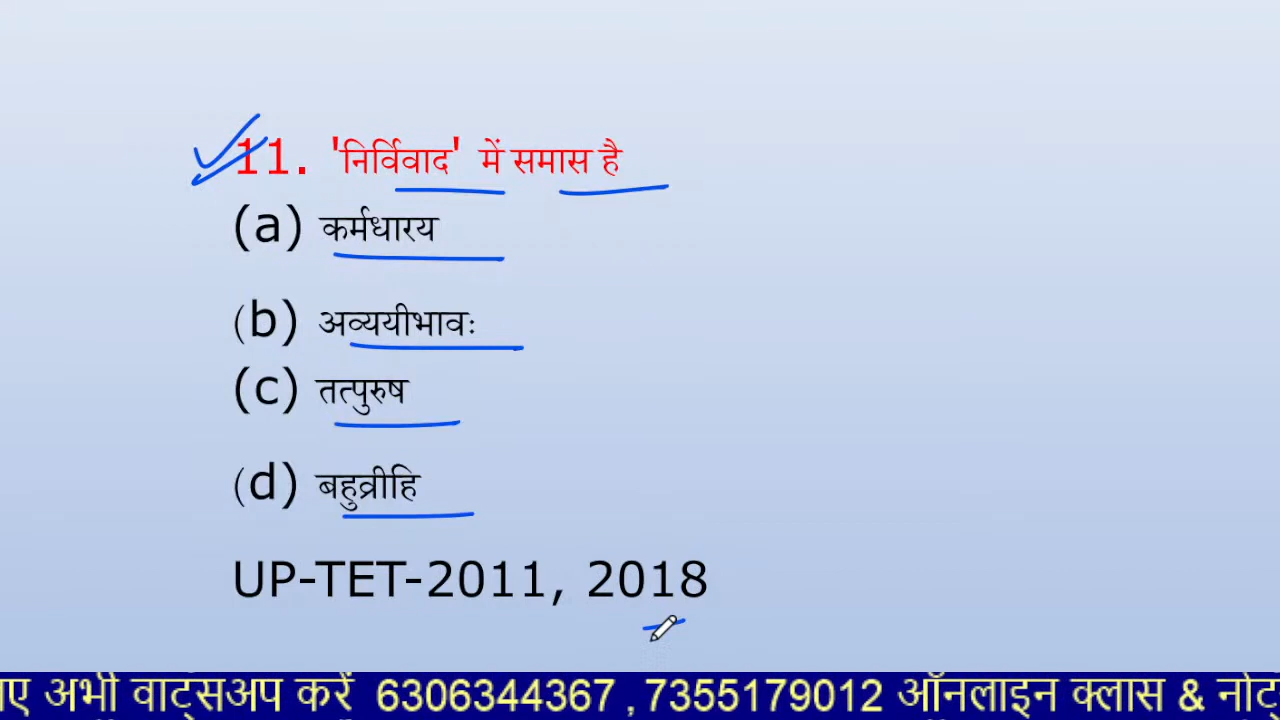 11. 'निर्विवाद' में समास है
(a) कर्मधारय
(b) अव्ययीभावः
(c) तत्पुरुष
(d) बहुव्रीहि
UP-TET-2011, 2018
अभी वाट्सअप करें 6306344367 ,7355179012 ऑनलाइन क्लास &